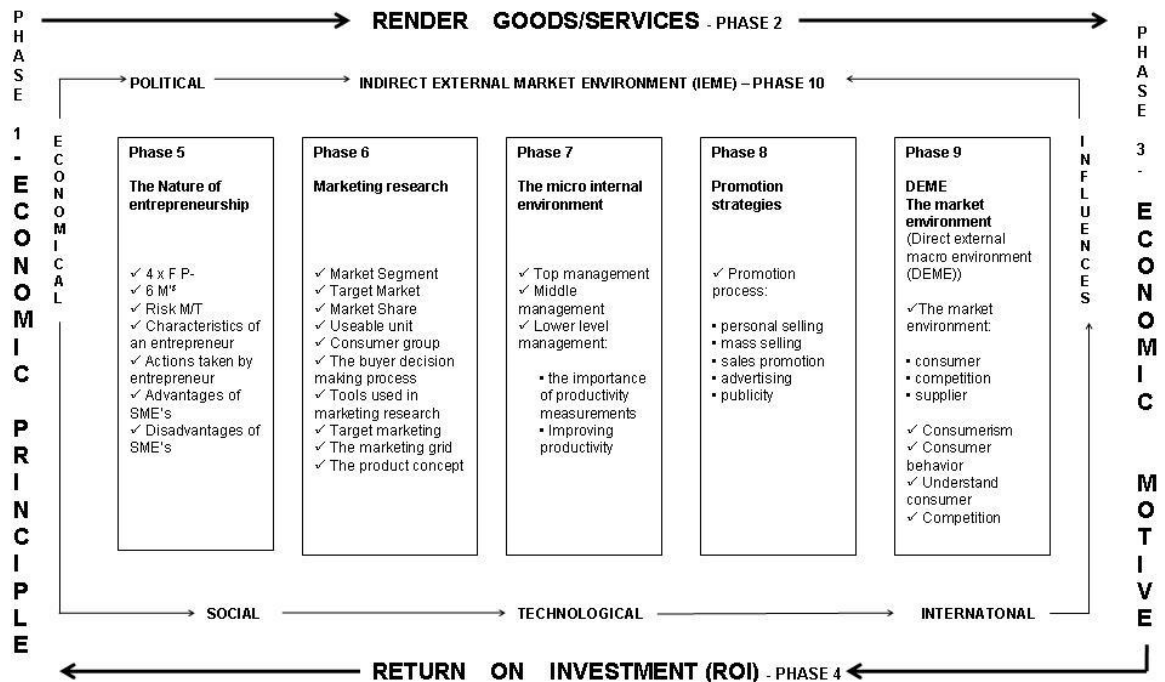 RENDER GOODS/SERVICES - PHASE 2
PHASE 1 - ECONOMIC PRINCIPLE
PHASE 3 - ECONOMIC MOTIVE
POLITICAL
INDIRECT EXTERNAL MARKET ENVIRONMENT (IEME) – PHASE 10
ECONOMICAL
INFLUENCES
Phase 5
The Nature of
entrepreneurship
✓ 4 x F P-
✓ 6 M's
✓ Risk M/T
✓ Characteristics of
an entrepreneur
✓ Actions taken by
entrepreneur
✓ Advantages of
SME's
✓ Disadvantages of
SME's
Phase 6
Marketing research
✓ Market Segment
✓ Target Market
✓ Market Share
✓ Useable unit
✓ Consumer group
✓ The buyer decision
making process
✓ Tools used in
marketing research
✓ Target marketing
✓ The marketing grid
✓ The product concept
Phase 7
The micro internal
environment
✓ Top management
✓ Middle
management
✓ Lower level
management:
▪ the importance
of productivity
measurements
▪ Improving
productivity
Phase 8
Promotion
strategies
✓ Promotion
process:
▪ personal selling
▪ mass selling
▪ sales promotion
▪ advertising
▪ publicity
Phase 9
DEME
The market
environment
(Direct external
macro environment
(DEME))
✓The market
environment:
▪ consumer
▪ competition
▪ supplier
✓ Consumerism
✓ Consumer
behavior
✓ Understand
consumer
✓ Competition
SOCIAL
TECHNOLOGICAL
INTERNATONAL
RETURN ON INVESTMENT (ROI) - PHASE 4